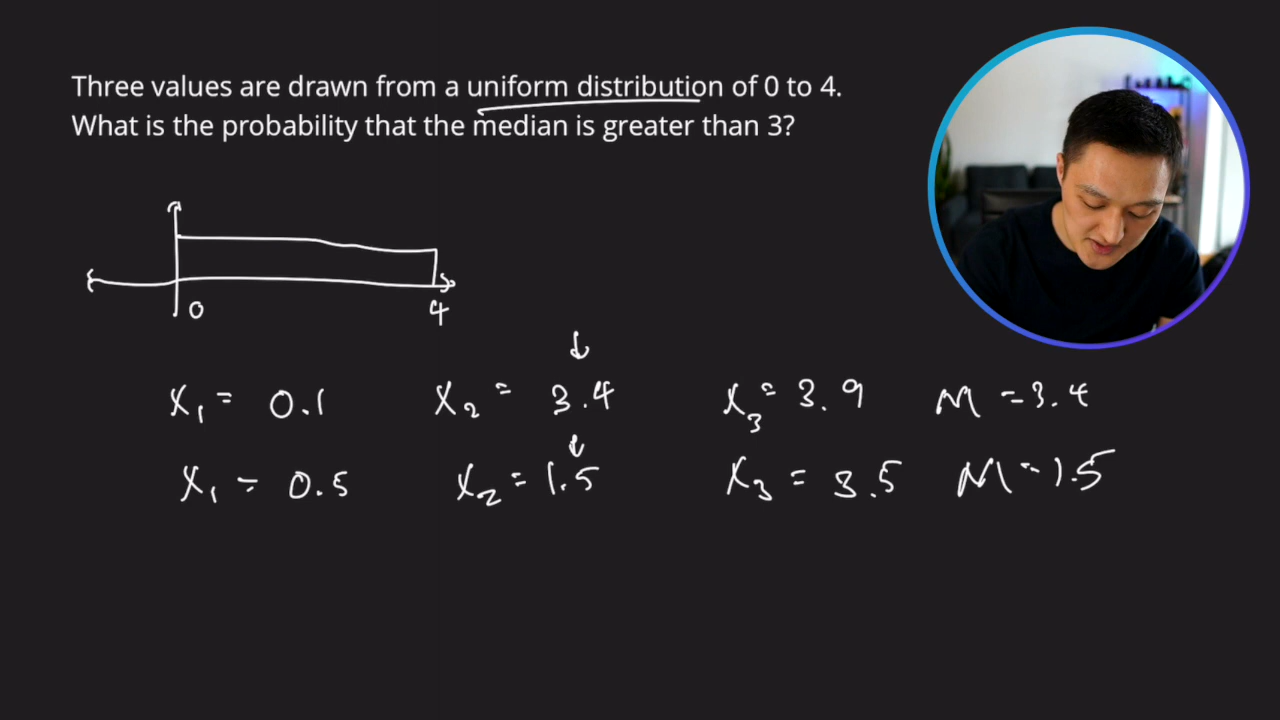 Three values are drawn from a uniform distribution of 0 to 4.
What is the probability that the median is greater than 3?
0 4
X₁ = 0.1 X₂ = 3.4 X₃ = 3.9 M = 3.4
X₁ = 0.5 X₂ = 1.5 X₃ = 3.5 M = 1.5